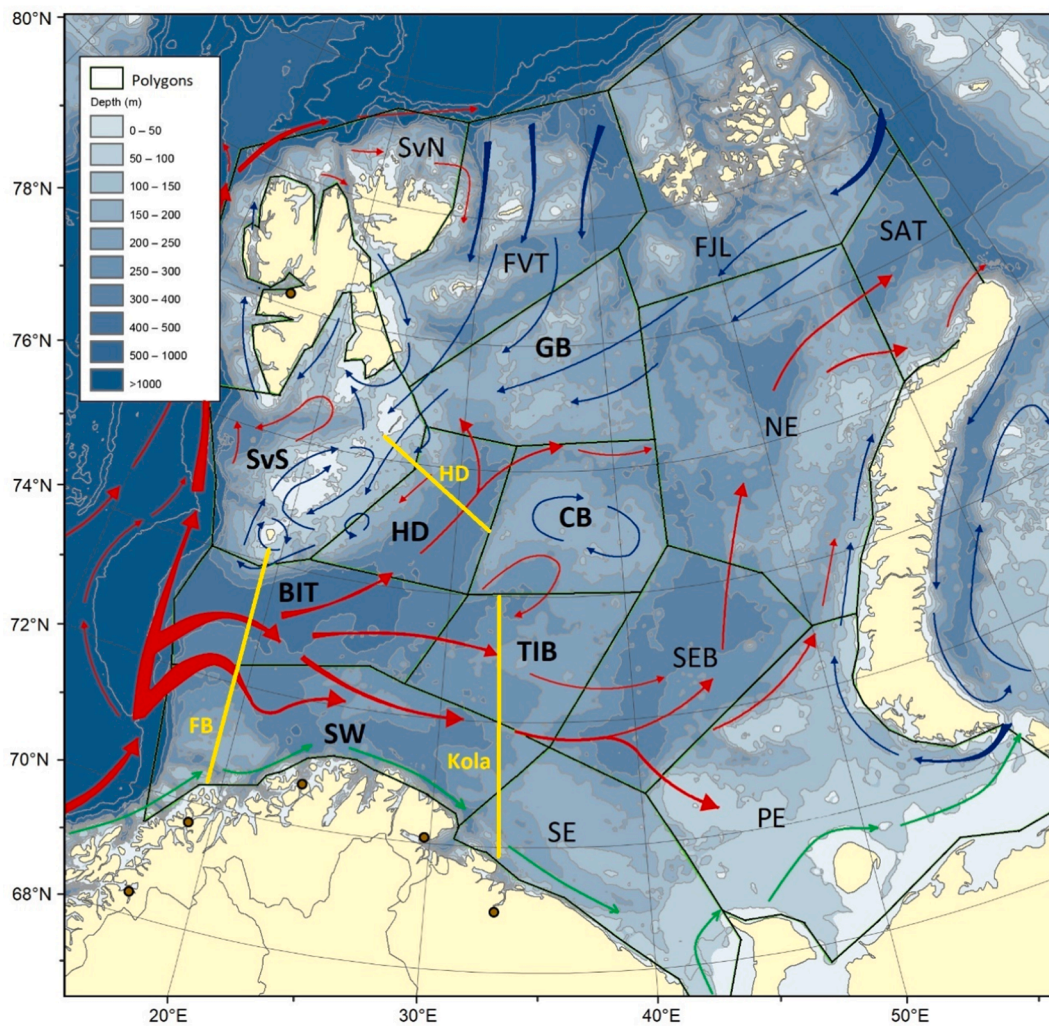 80°N
78°N
76°N
74°N
72°N
70°N
68°N
Polygons
Depth (m)
0 – 50
50 – 100
100 – 150
150 – 200
200 – 250
250 – 300
300 – 400
400 – 500
500 – 1000
>1000
SvN
FVT
FJL
SAT
GB
NE
SvS
HD
HD
CB
BIT
TIB
SEB
FB
SW
Kola
SE
PE
20°E
30°E
40°E
50°E